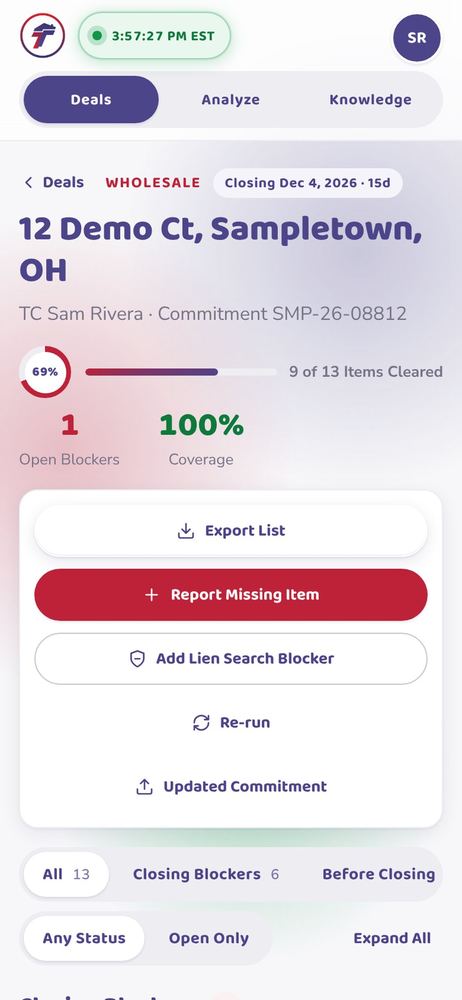 3:57:27 PM EST
SR
Deals Analyze Knowledge
Deals WHOLESALE Closing Dec 4, 2026 · 15d
12 Demo Ct, Sampletown,
OH
TC Sam Rivera · Commitment SMP-26-08812
69% 9 of 13 Items Cleared
1 100%
Open Blockers Coverage
Export List
Report Missing Item
Add Lien Search Blocker
Re-run
Updated Commitment
All 13 Closing Blockers 6 Before Closing
Any Status Open Only Expand All